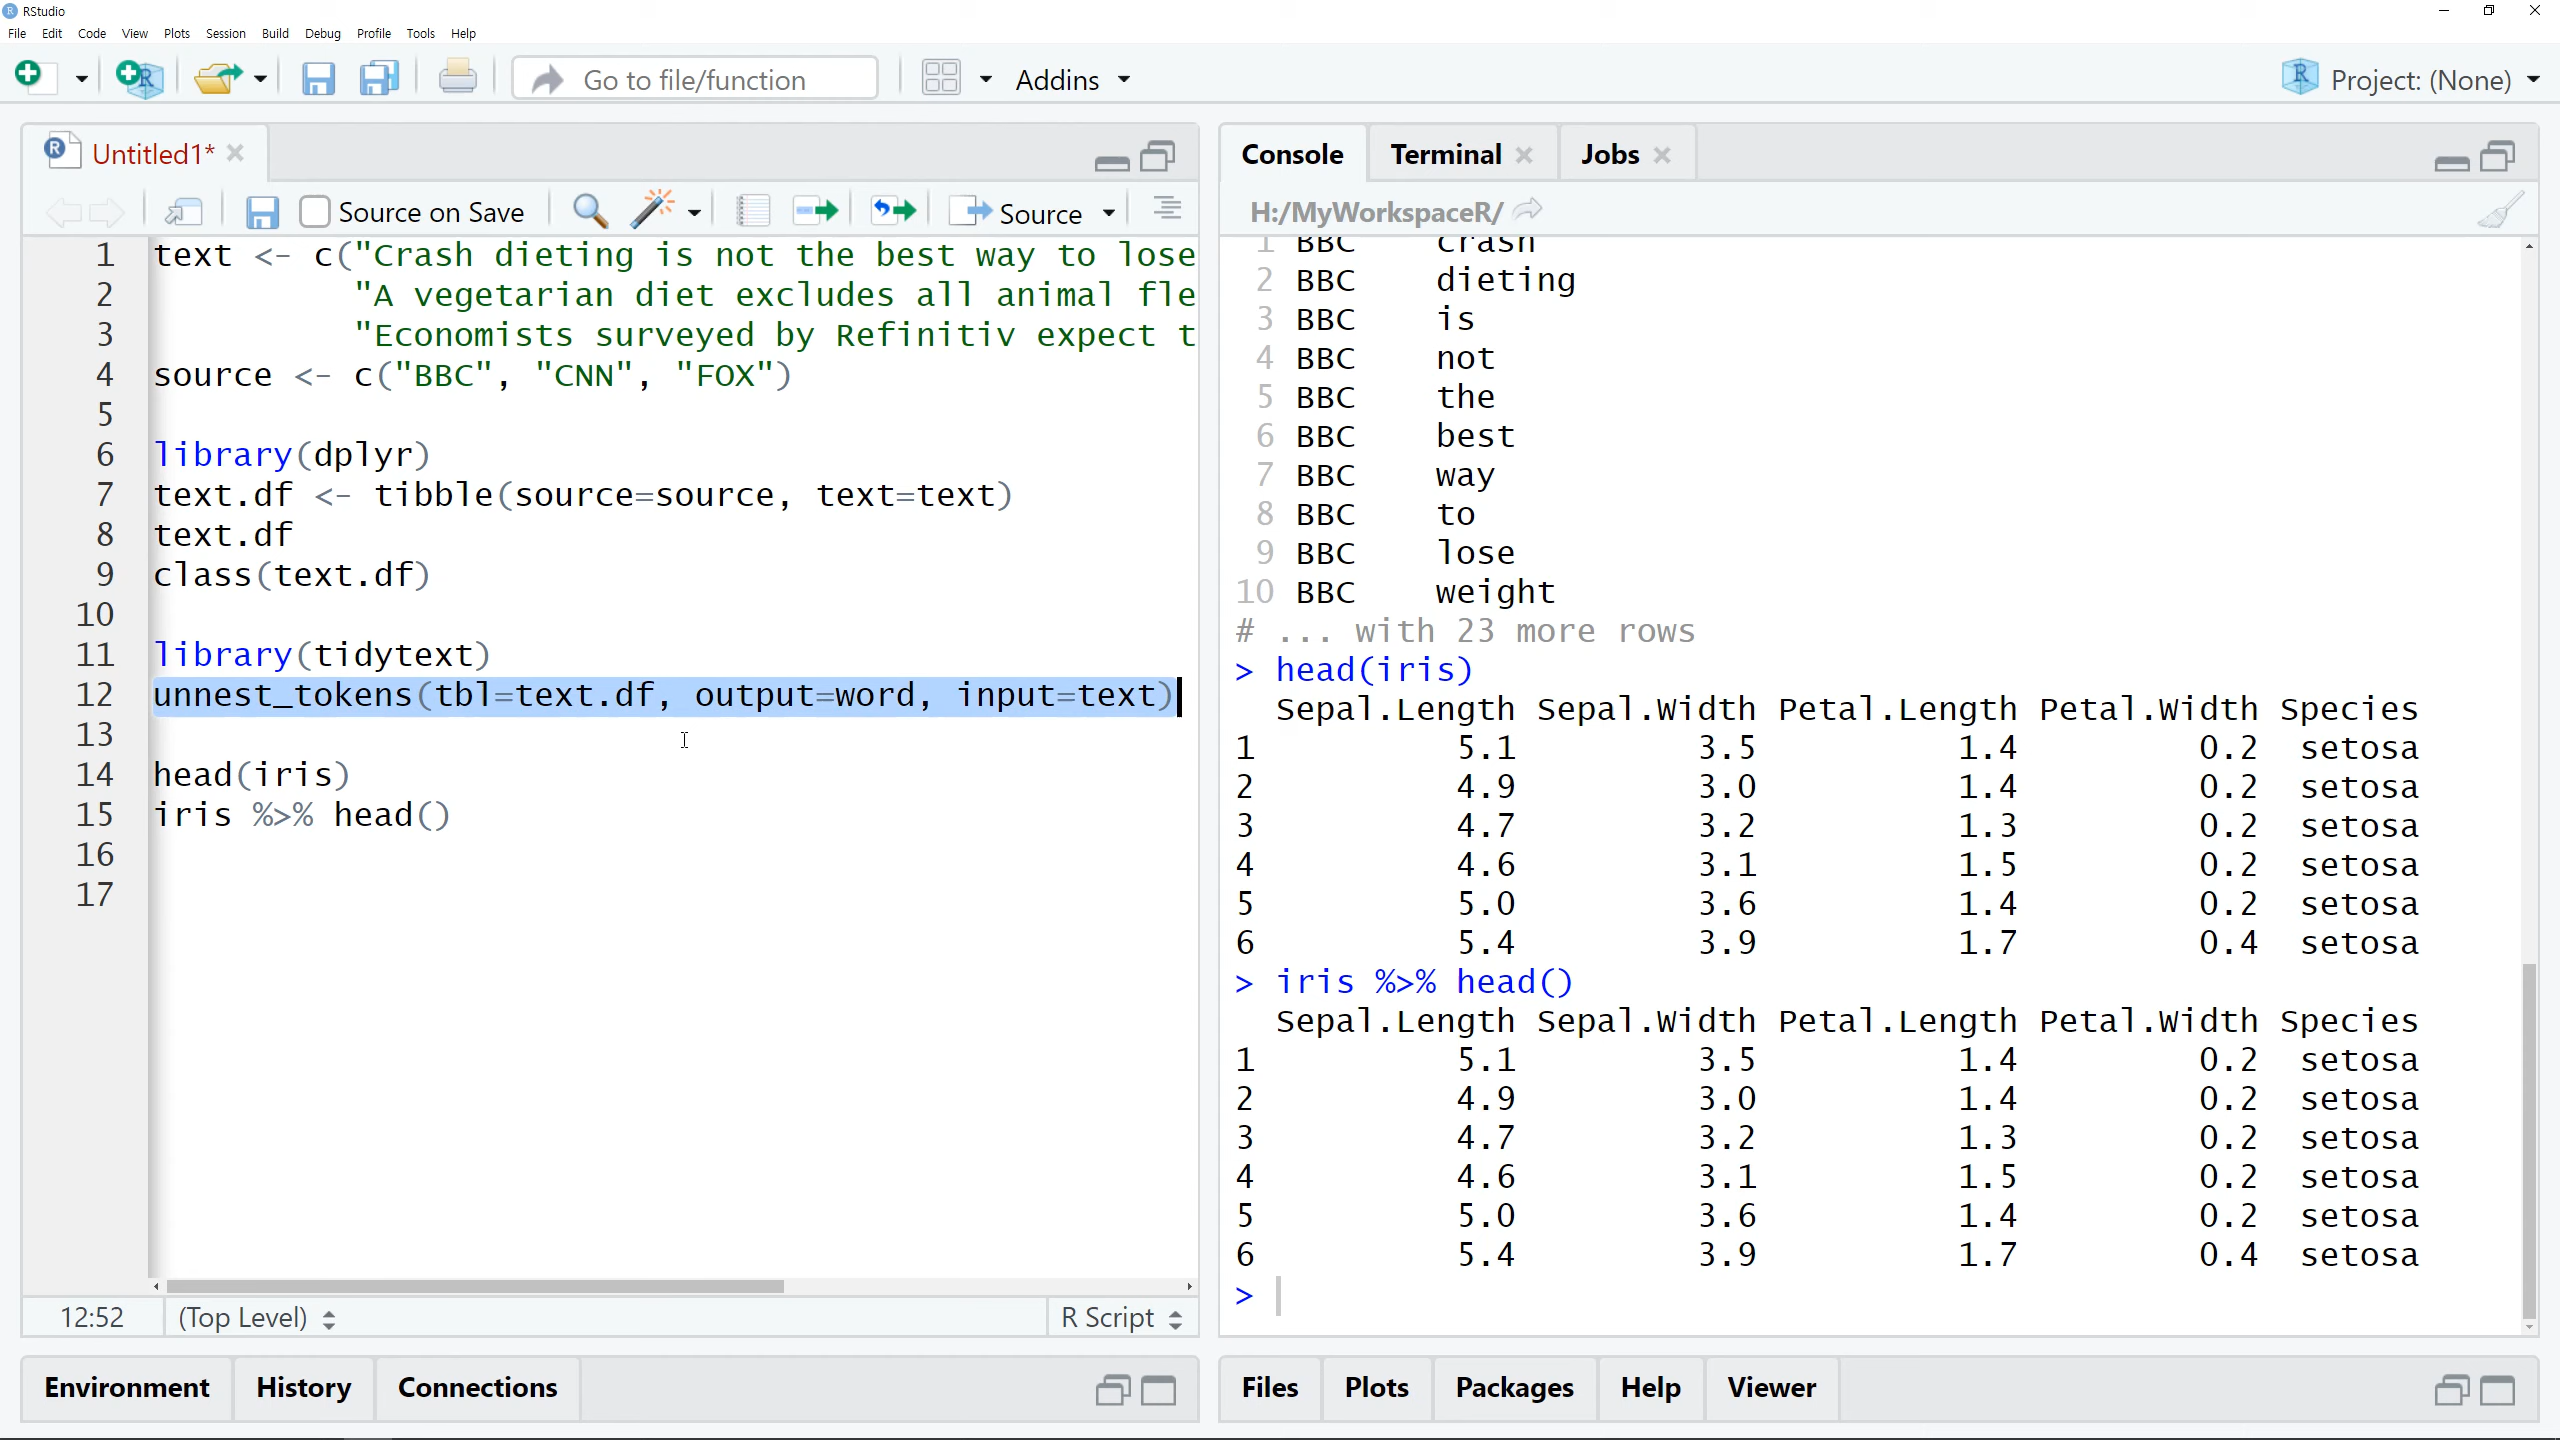 RStudio
File Edit Code View Plots Session Build Debug Profile Tools Help
Go to file/function
Addins
Project: (None)
Untitled1*
Source on Save
Source
1 text <- c("Crash dieting is not the best way to lose
2 "A vegetarian diet excludes all animal fle
3 "Economists surveyed by Refinitiv expect t
4 source <- c("BBC", "CNN", "FOX")
5
6 library(dplyr)
7 text.df <- tibble(source=source, text=text)
8 text.df
9 class(text.df)
10
11 library(tidytext)
12 unnest_tokens(tbl=text.df, output=word, input=text)
13
14 head(iris)
15 iris %>% head()
16
17
12:52 (Top Level) R Script
Environment History Connections
Console Terminal Jobs
H:/MyWorkspaceR/
1 BBC crash
2 BBC dieting
3 BBC is
4 BBC not
5 BBC the
6 BBC best
7 BBC way
8 BBC to
9 BBC lose
10 BBC weight
# ... with 23 more rows
> head(iris)
Sepal.Length Sepal.Width Petal.Length Petal.Width Species
1 5.1 3.5 1.4 0.2 setosa
2 4.9 3.0 1.4 0.2 setosa
3 4.7 3.2 1.3 0.2 setosa
4 4.6 3.1 1.5 0.2 setosa
5 5.0 3.6 1.4 0.2 setosa
6 5.4 3.9 1.7 0.4 setosa
> iris %>% head()
Sepal.Length Sepal.Width Petal.Length Petal.Width Species
1 5.1 3.5 1.4 0.2 setosa
2 4.9 3.0 1.4 0.2 setosa
3 4.7 3.2 1.3 0.2 setosa
4 4.6 3.1 1.5 0.2 setosa
5 5.0 3.6 1.4 0.2 setosa
6 5.4 3.9 1.7 0.4 setosa
>
Files Plots Packages Help Viewer